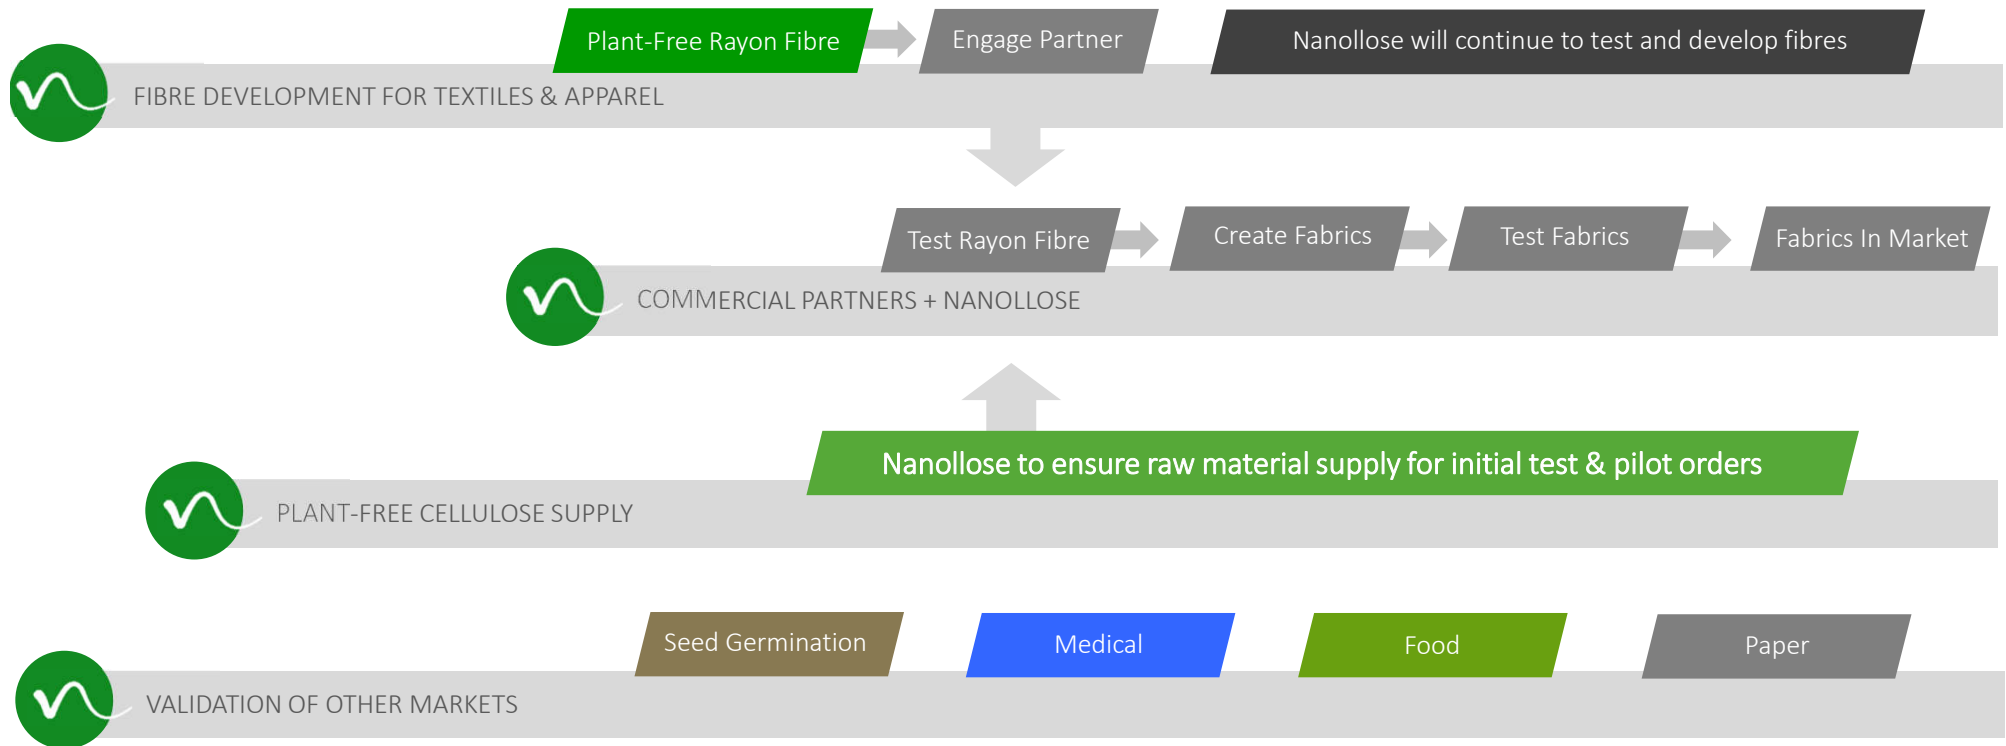 Plant-Free Rayon Fibre
Engage Partner
Nanollose will continue to test and develop fibres
FIBRE DEVELOPMENT FOR TEXTILES & APPAREL
Test Rayon Fibre
Create Fabrics
Test Fabrics
Fabrics In Market
COMMERCIAL PARTNERS + NANOLLOSE
Nanollose to ensure raw material supply for initial test & pilot orders
PLANT-FREE CELLULOSE SUPPLY
Seed Germination
Medical
Food
Paper
VALIDATION OF OTHER MARKETS